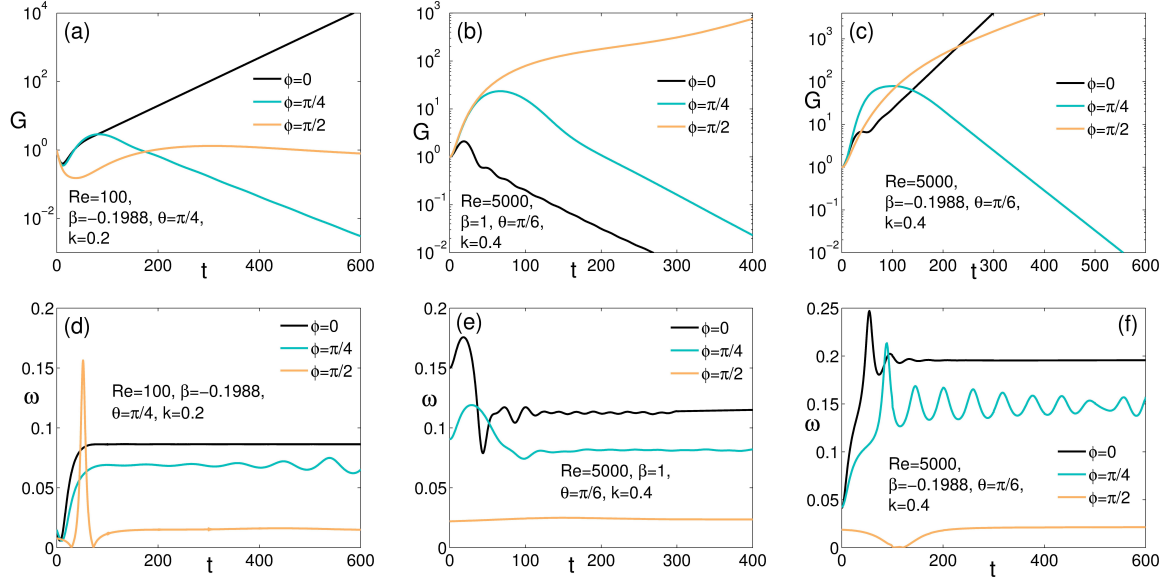 (a)
10^4
10^2
10^0
10^−2
G
ϕ=0
ϕ=π/4
ϕ=π/2
Re=100,
β=−0.1988, θ=π/4,
k=0.2
0 200 400 600
t
(b)
10^3
10^2
10^1
10^0
10^−1
10^−2
G
ϕ=0
ϕ=π/4
ϕ=π/2
Re=5000,
β=1, θ=π/6,
k=0.4
0 100 200 300 400
t
(c)
10^3
10^2
10^1
10^0
10^−1
10^−2
G
ϕ=0
ϕ=π/4
ϕ=π/2
Re=5000,
β=−0.1988, θ=π/6,
k=0.4
0 100 200 300 400 500 600
t
(d)
0.2
0.15
0.1
0.05
0
ω
ϕ=0
ϕ=π/4
ϕ=π/2
Re=100, β=−0.1988,
θ=π/4, k=0.2
0 200 400 600
t
(e)
0.2
0.15
0.1
0.05
0
ω
ϕ=0
ϕ=π/4
ϕ=π/2
Re=5000, β=1,
θ=π/6, k=0.4
0 100 200 300 400
t
(f)
0.25
0.2
0.15
0.1
0.05
0
ω
ϕ=0
ϕ=π/4
ϕ=π/2
Re=5000,
β=−0.1988, θ=π/6,
k=0.4
0 200 400 600
t